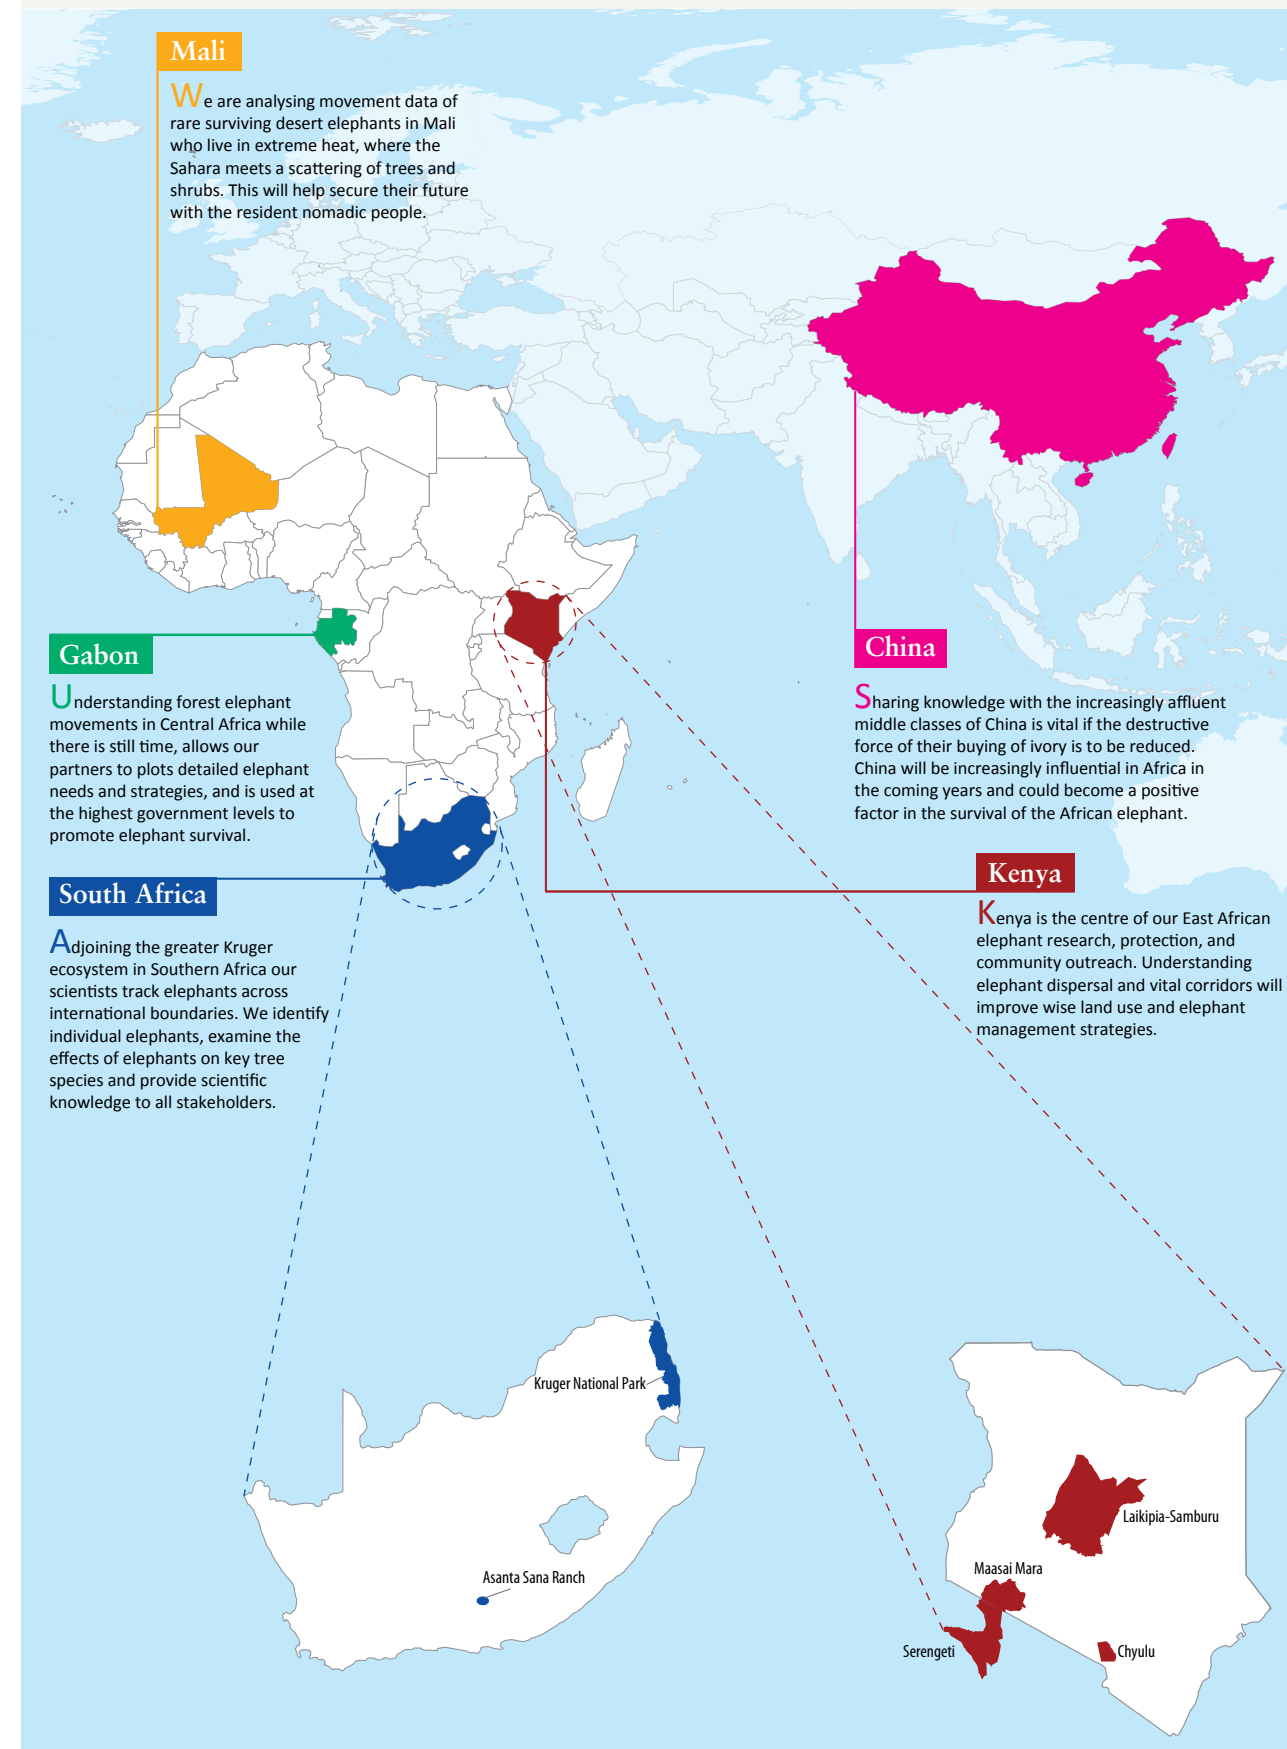 Mali
We are analysing movement data of
rare surviving desert elephants in Mali
who live in extreme heat, where the
Sahara meets a scattering of trees and
shrubs. This will help secure their future
with the resident nomadic people.
Gabon
Understanding forest elephant
movements in Central Africa while
there is still time, allows our
partners to plots detailed elephant
needs and strategies, and is used at
the highest government levels to
promote elephant survival.
China
Sharing knowledge with the increasingly affluent
middle classes of China is vital if the destructive
force of their buying of ivory is to be reduced.
China will be increasingly influential in Africa in
the coming years and could become a positive
factor in the survival of the African elephant.
South Africa
Adjoining the greater Kruger
ecosystem in Southern Africa our
scientists track elephants across
international boundaries. We identify
individual elephants, examine the
effects of elephants on key tree
species and provide scientific
knowledge to all stakeholders.
Kenya
Kenya is the centre of our East African
elephant research, protection, and
community outreach. Understanding
elephant dispersal and vital corridors will
improve wise land use and elephant
management strategies.
Kruger National Park
Asanta Sana Ranch
Laikipia-Samburu
Maasai Mara
Serengeti
Chyulu